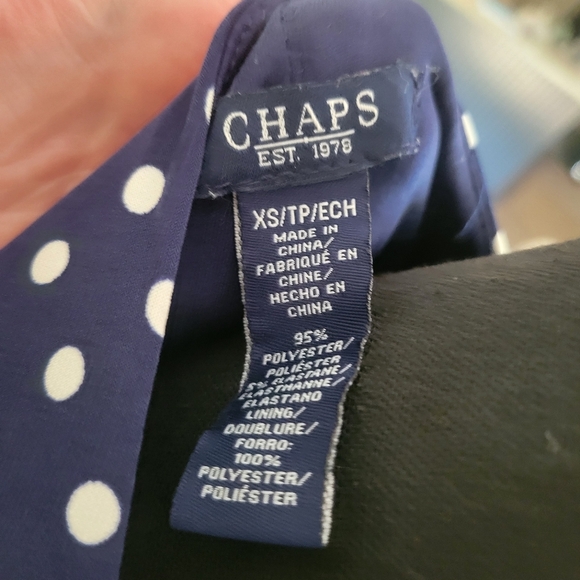 CHAPS
EST. 1978
XS/TP/ECH
MADE IN
CHINA/
FABRIQUÉ EN
CHINE/
HECHO EN
CHINA
95%
POLYESTER/
POLIÉSTER
5% ELASTANE/
ELASTHANNE/
ELASTANO
LINING/
DOUBLURE/
FORRO:
100%
POLYESTER/
POLIÉSTER